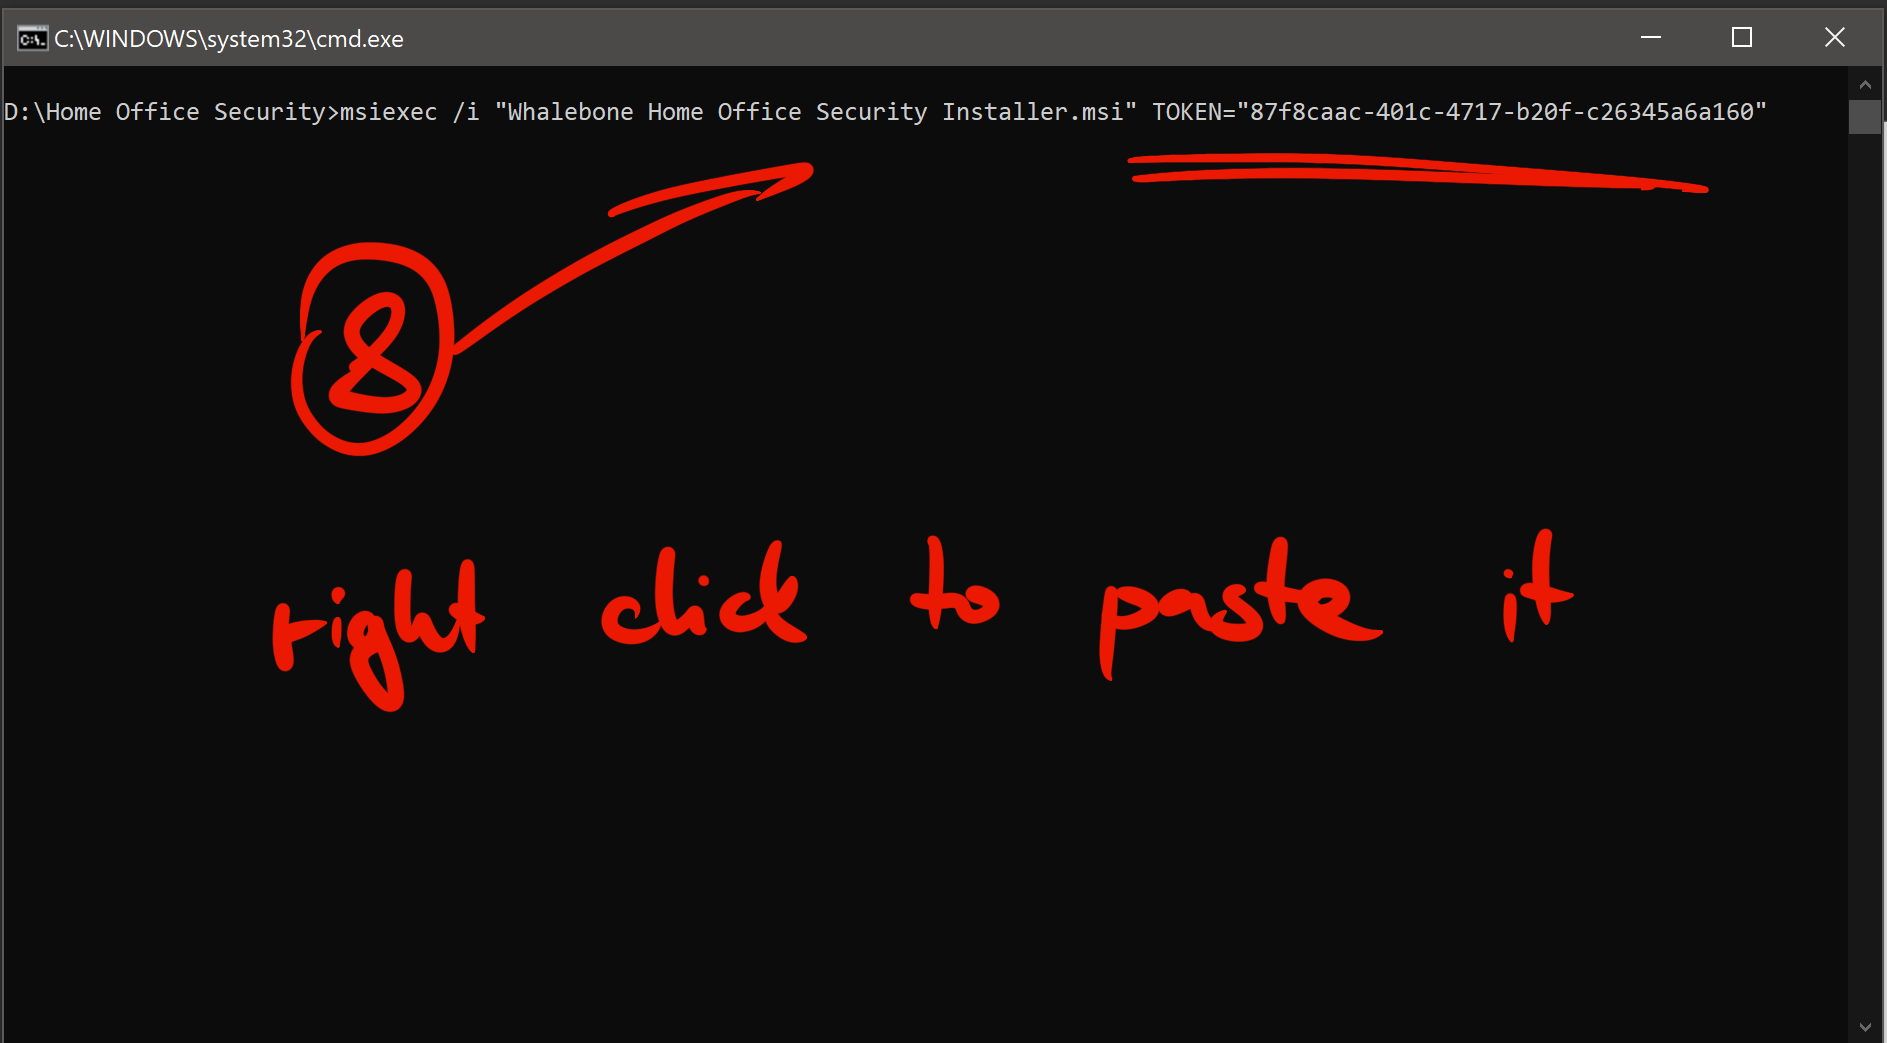 C:\WINDOWS\system32\cmd.exe
D:\Home Office Security>msiexec /i "Whalebone Home Office Security Installer.msi" TOKEN="87f8caac-401c-4717-b20f-c26345a6a160"
8
right click to paste it